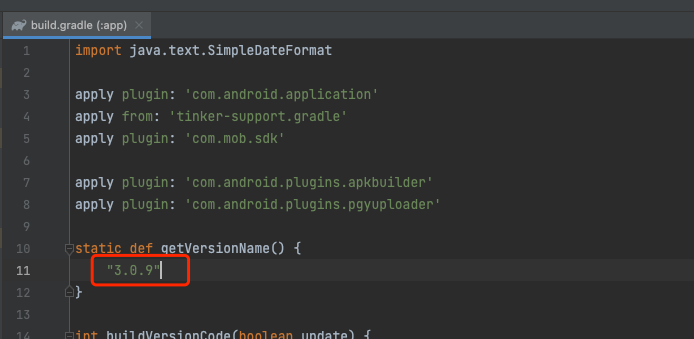 build.gradle (:app)
1 import java.text.SimpleDateFormat
2
3 apply plugin: 'com.android.application'
4 apply from: 'tinker-support.gradle'
5 apply plugin: 'com.mob.sdk'
6
7 apply plugin: 'com.android.plugins.apkbuilder'
8 apply plugin: 'com.android.plugins.pgyuploader'
9
10 static def getVersionName() {
11 "3.0.9"
12 }
13
14 int buildVersionCode(boolean update) {